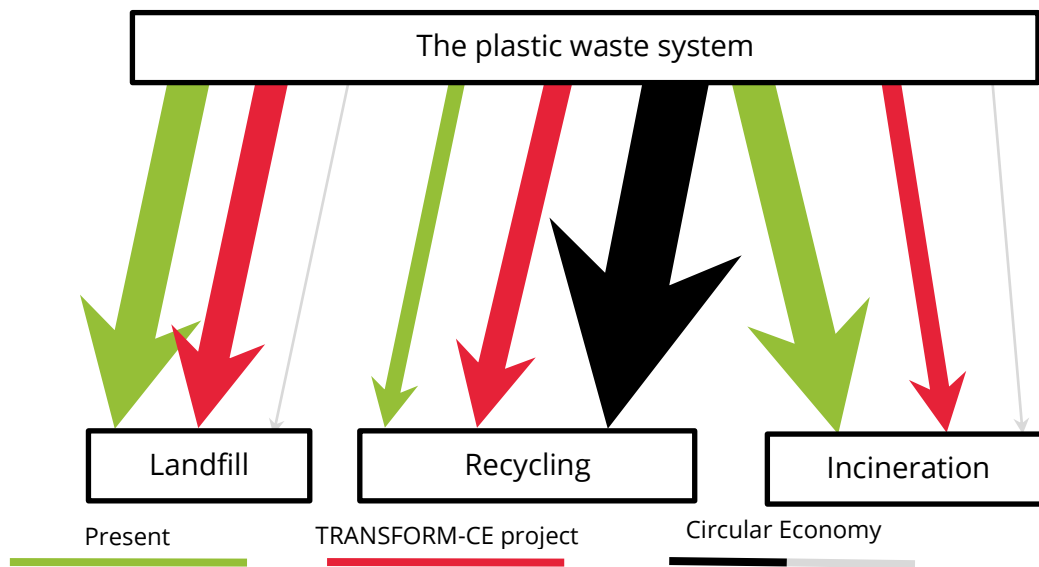 The plastic waste system
Landfill
Recycling
Incineration
Present
TRANSFORM-CE project
Circular Economy